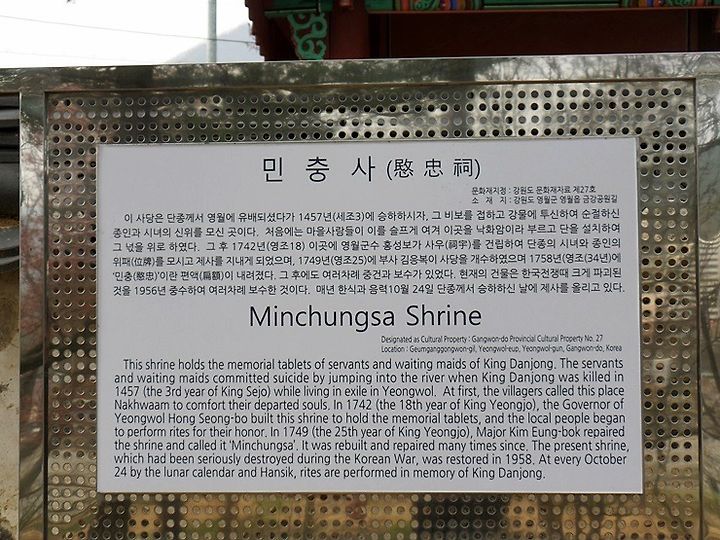 민 충 사 (愍 忠 祠)
문화재지정 : 강원도 문화재자료 제27호
소 재 지 : 강원도 영월군 영월읍 금강공원길
이 사당은 단종께서 영월에 유배되셨다가 1457년(세조3)에 승하하시자, 그 비보를 접하고 강물에 투신하여 순절하신
종인과 시녀의 신위를 모신 곳이다. 처음에는 마을사람들이 이를 슬프게 여겨 이곳을 낙화암이라 부르고 단을 설치하여
그 넋을 위로 하였다. 그 후 1742년(영조18) 이곳에 영월군수 홍성보가 사우(祠宇)를 건립하여 단종의 시녀와 종인의
위패(位牌)를 모시고 제사를 지내게 되었으며, 1749년(영조25)에 부사 김응복이 사당을 개수하였으며 1758년(영조(34년)에
'민충(愍忠)'이란 편액(扁額)이 내려졌다. 그 후에도 여러차례 중건과 보수가 있었다. 현재의 건물은 한국전쟁때 크게 파괴된
것을 1956년 중수하여 여러차례 보수한 것이다. 매년 한식과 음력10월 24일 단종께서 승하하신 날에 제사를 올리고 있다.
Minchungsa Shrine
Designated as Cultural Property : Gangwon-do Provincial Cultural Property No. 27
Location : Geumganggongwon-gil, Yeongwol-eup, Yeongwol-gun, Gangwon-do, Korea
This shrine holds the memorial tablets of servants and waiting maids of King Danjong. The servants
and waiting maids committed suicide by jumping into the river when King Danjong was killed in
1457 (the 3rd year of King Sejo) while living in exile in Yeongwol. At first, the villagers called this place
Nakhwaam to comfort their departed souls. In 1742 (the 18th year of King Yeongjo), the Governor of
Yeongwol Hong Seong-bo built this shrine to hold the memorial tablets, and the local people began
to perform rites for their honor. In 1749 (the 25th year of King Yeongjo), Major Kim Eung-bok repaired
the shrine and called it 'Minchungsa'. It was rebuilt and repaired many times since. The present shrine,
which had been seriously destroyed during the Korean War, was restored in 1958. At every October
24 by the lunar calendar and Hansik, rites are performed in memory of King Danjong.